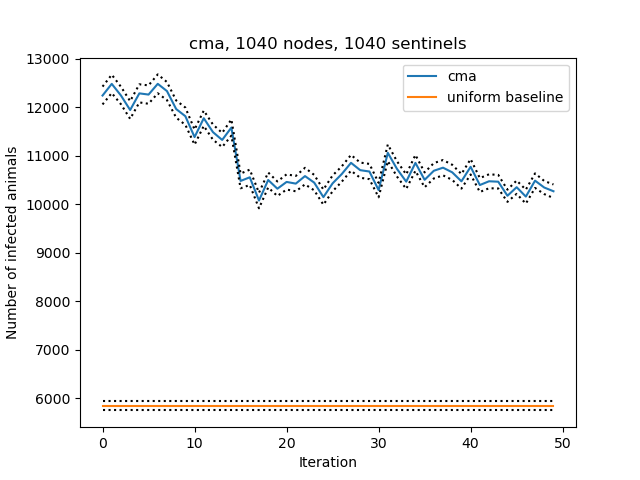 cma, 1040 nodes, 1040 sentinels
cma
uniform baseline
Number of infected animals
13000
12000
11000
10000
9000
8000
7000
6000
0 10 20 30 40 50
Iteration